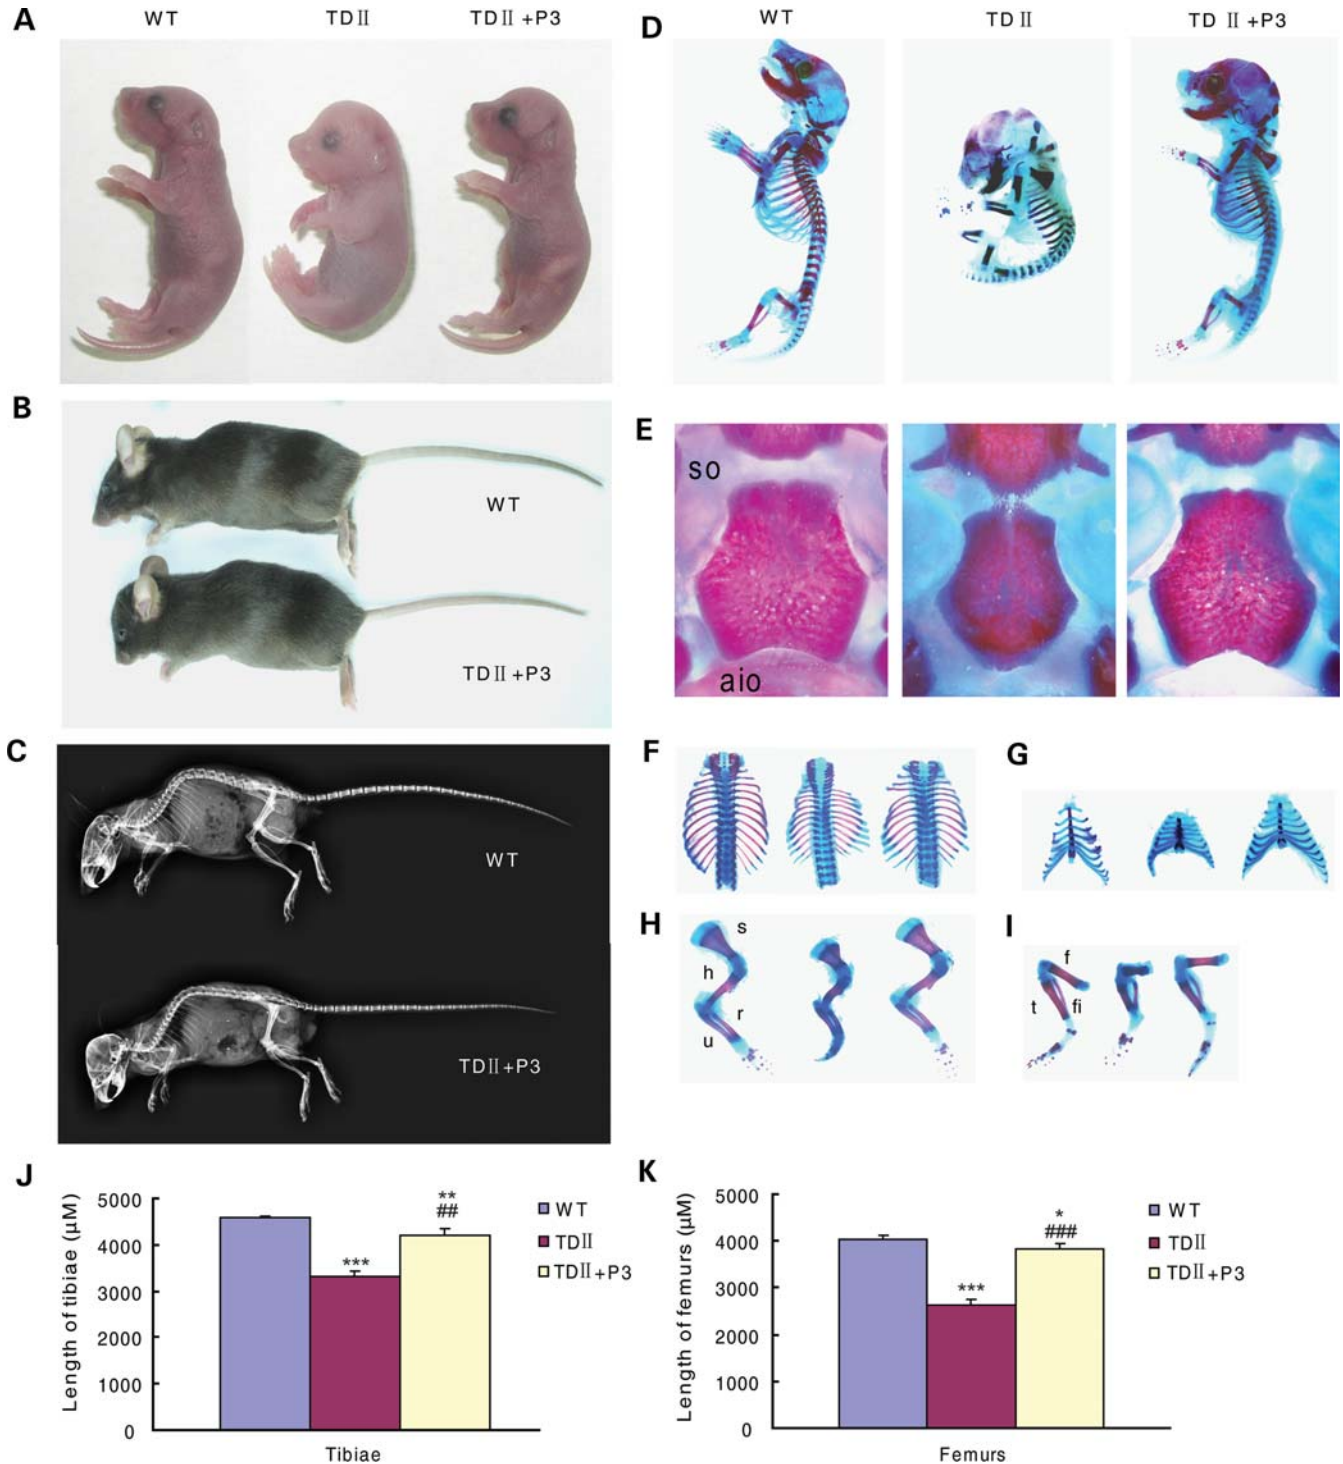 A
WT
TDⅡ
TDⅡ+P3
D
WT
TDⅡ
TD Ⅱ +P3
B
WT
TDⅡ+P3
E
so
aio
C
WT
TDⅡ+P3
F
G
H
s
h
r
u
I
f
t
fi
J
Length of tibiae (μM)
5000
4000
3000
2000
1000
0
***
**
##
Tibiae
WT
TDⅡ
TDⅡ+P3
K
Length of femurs (μM)
5000
4000
3000
2000
1000
0
***
*
###
Femurs
WT
TDⅡ
TDⅡ+P3